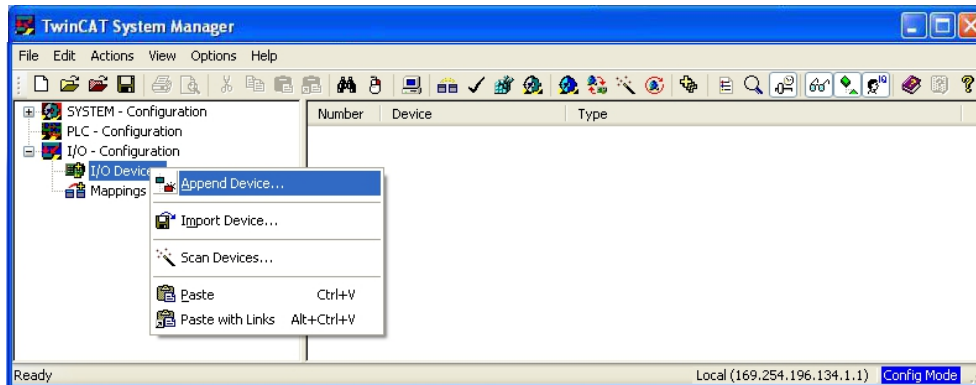 TwinCAT System Manager
File Edit Actions View Options Help
SYSTEM - Configuration
PLC - Configuration
I/O - Configuration
I/O Device
Mappings
Number Device Type
Append Device...
Import Device...
Scan Devices...
Paste Ctrl+V
Paste with Links Alt+Ctrl+V
Ready
Local (169.254.196.134.1.1) Config Mode